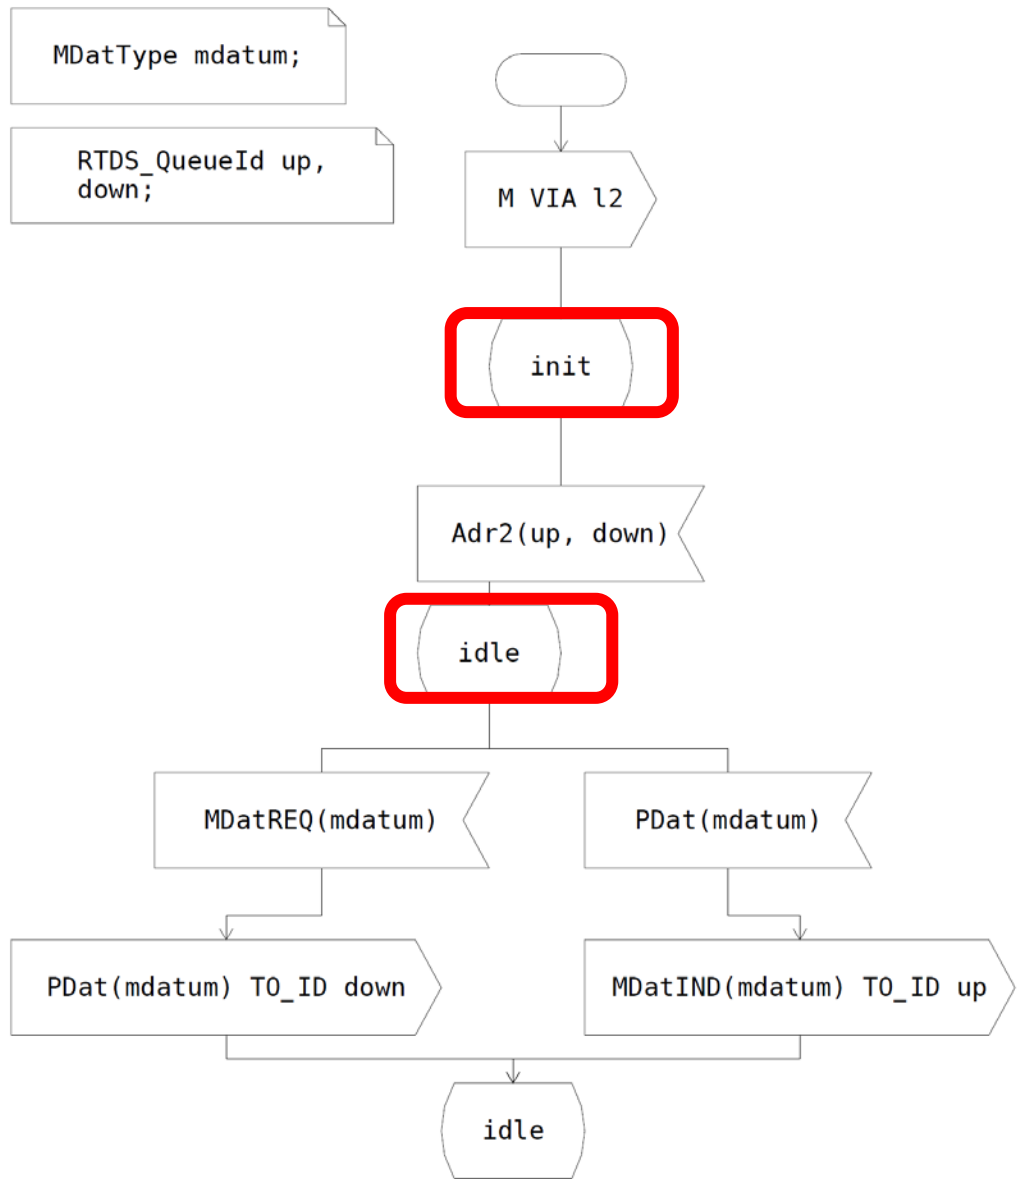 MDatType mdatum;
RTDS_QueueId up,
down;
M VIA l2
init
Adr2(up, down)
idle
MDatREQ(mdatum)
PDat(mdatum)
PDat(mdatum) TO_ID down
MDatIND(mdatum) TO_ID up
idle